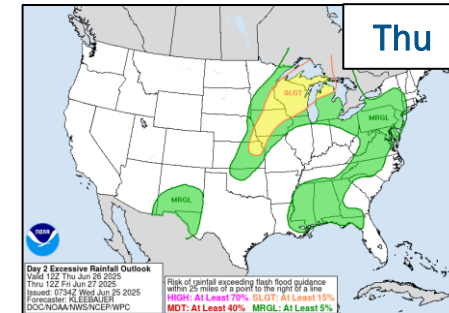 Thu
SLGT
MRGL
MRGL
NOAA
Day 2 Excessive Rainfall Outlook
Valid 12Z Thu Jun 26 2025
Thru 12Z Fri Jun 27 2025
Issued: 0734Z Wed Jun 25 2025
Forecaster: KLEEBAUER
DOC/NOAA/NWS/NCEP/WPC
Risk of rainfall exceeding flash flood guidance
within 25 miles of a point to the right of a line
HIGH: At Least 70% SLGT: At Least 15%
MDT: At Least 40% MRGL: At Least 5%